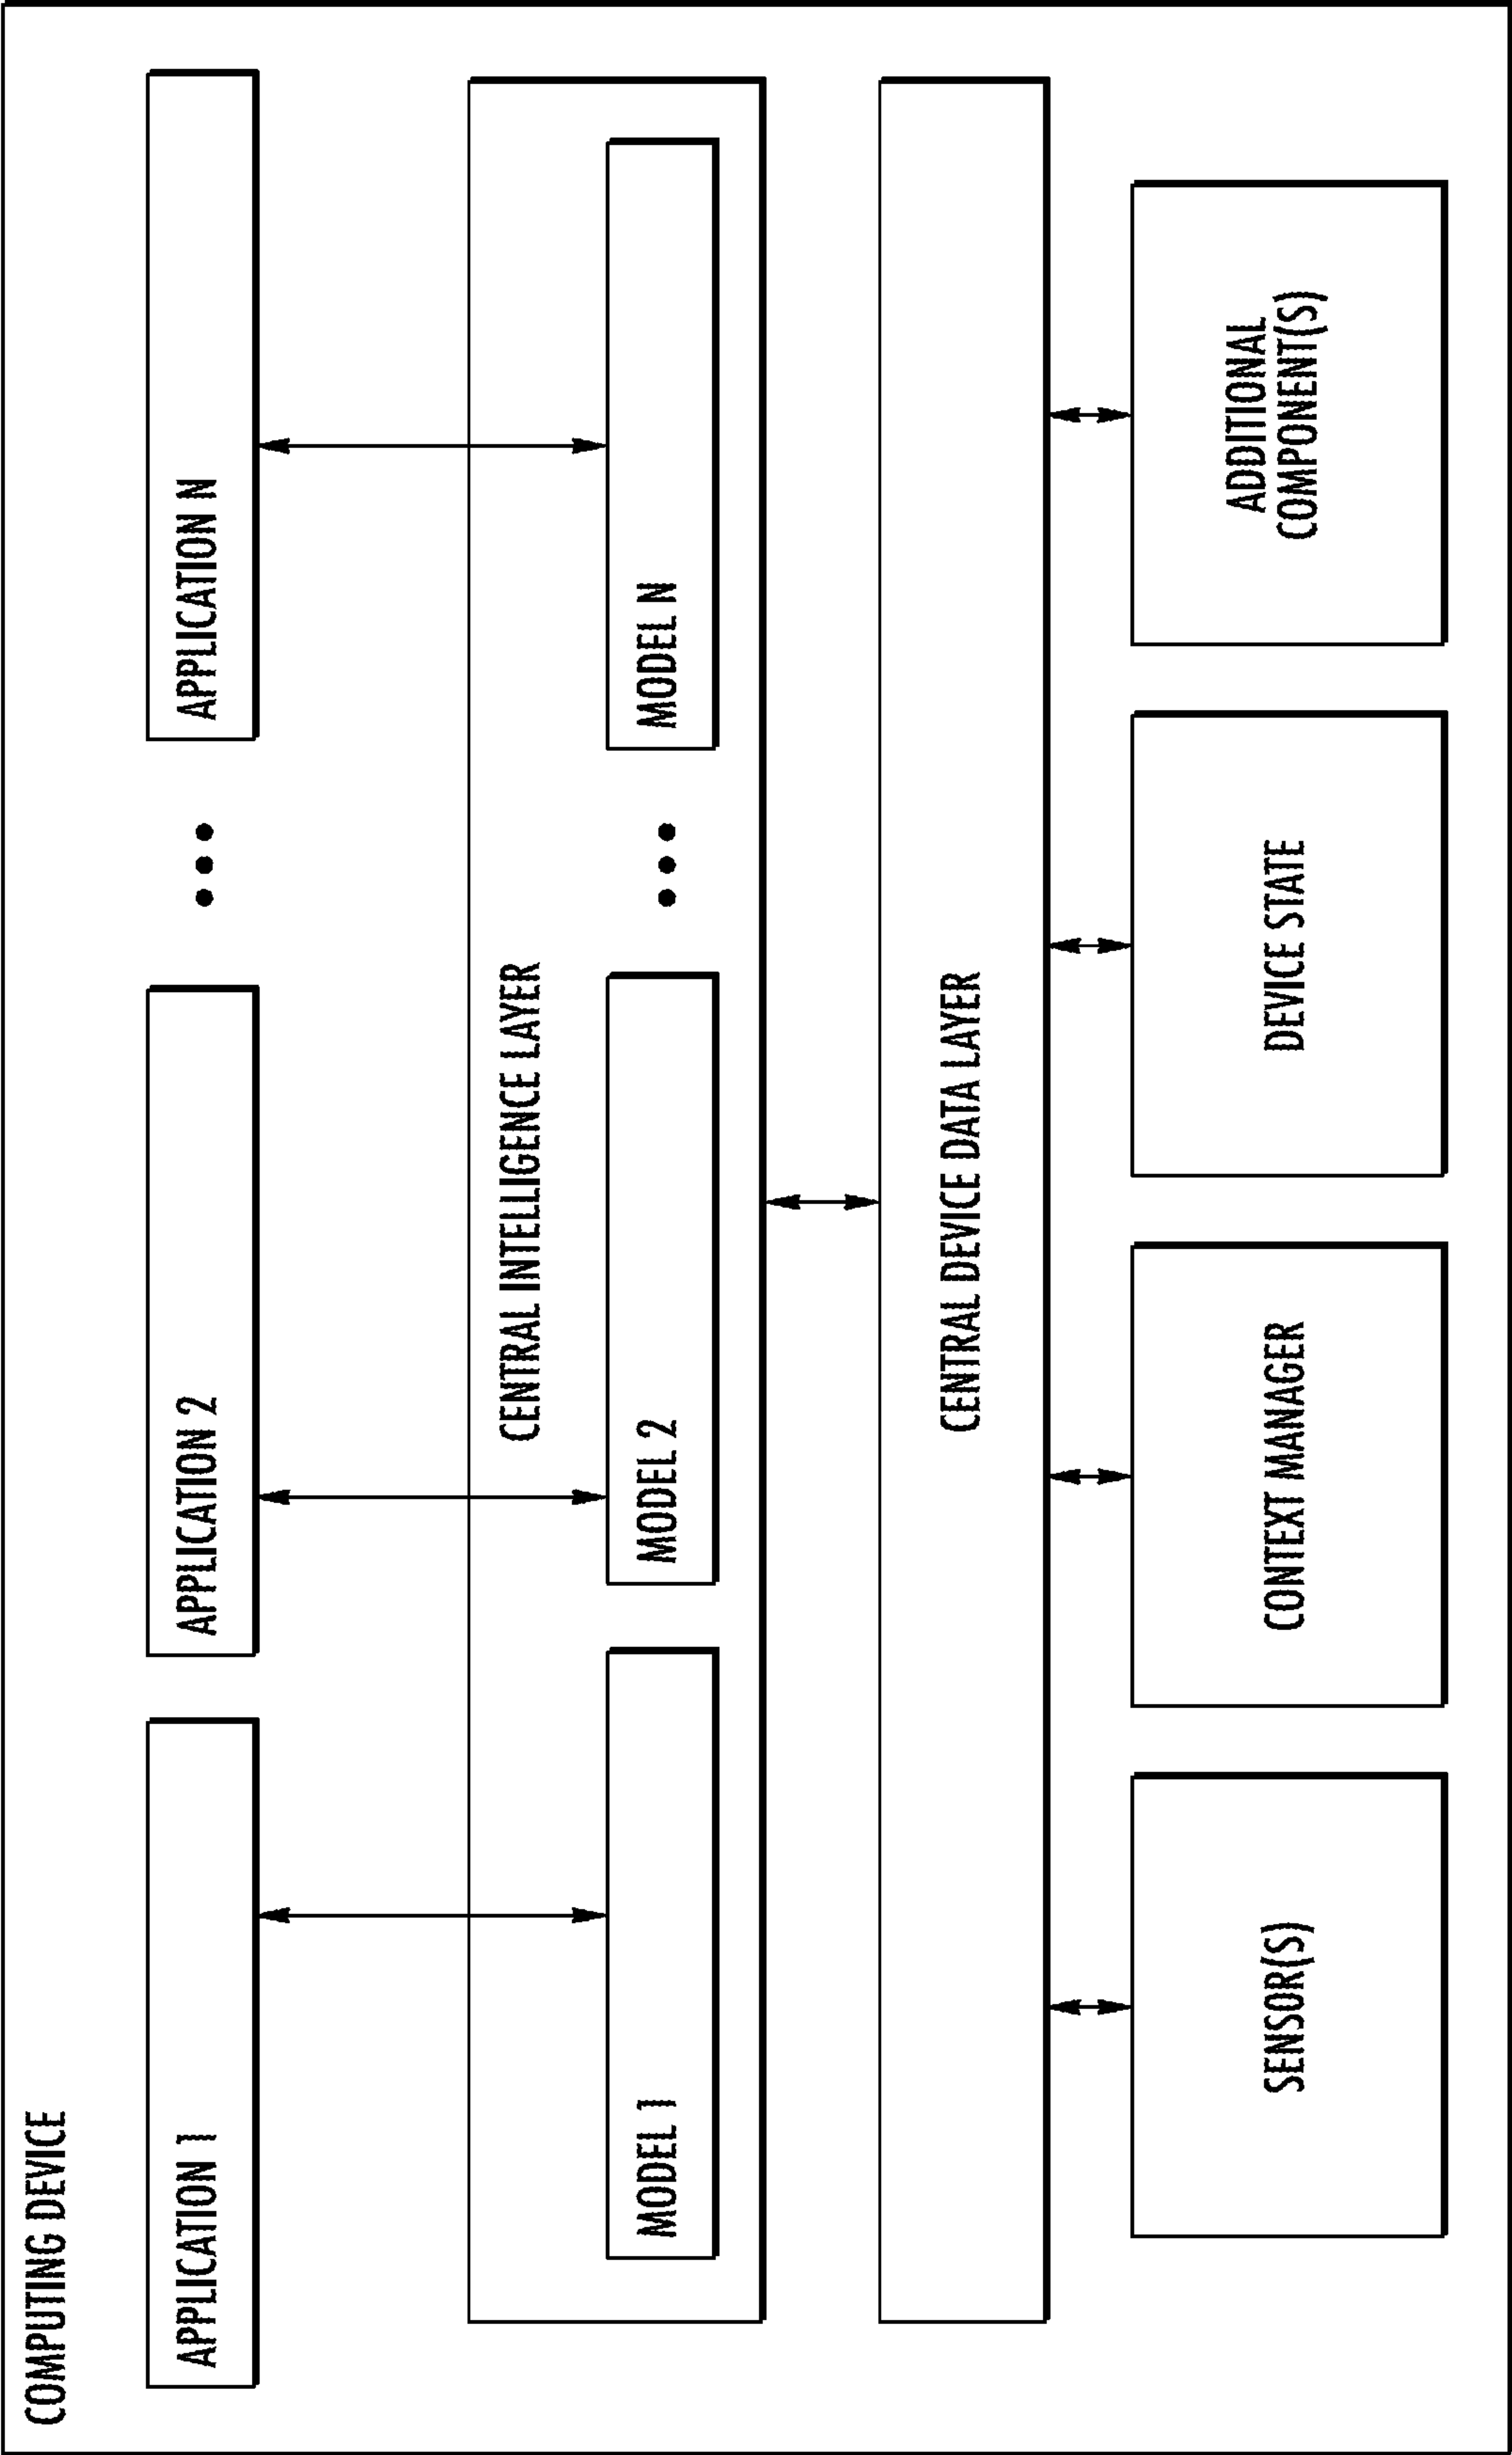 COMPUTING DEVICE
APPLICATION 1
APPLICATION 2
APPLICATION N
CENTRAL INTELLIGENCE LAYER
MODEL 1
MODEL 2
MODEL N
CENTRAL DEVICE DATA LAYER
SENSOR(S)
CONTEXT MANAGER
DEVICE STATE
ADDITIONAL
COMPONENT(S)